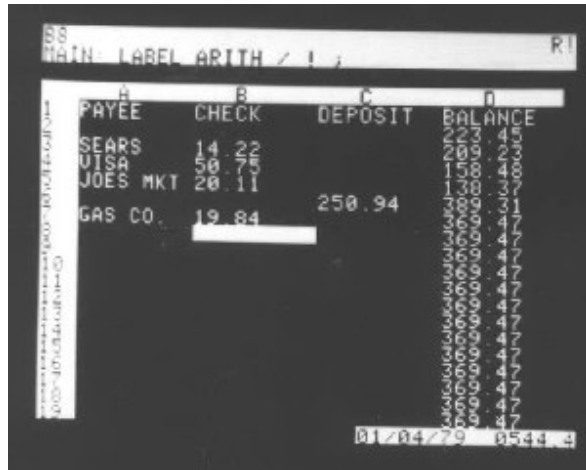 B8 R!
MAIN: LABEL ARITH / ! ;
A B C D
1 PAYEE CHECK DEPOSIT BALANCE
223.45
SEARS 14.22 209.23
VISA 50.75 158.48
JOES MKT 20.11 138.37
250.94 389.31
GAS CO. 19.84 369.47
369.47
369.47
369.47
369.47
369.47
369.47
369.47
369.47
369.47
369.47
369.47
369.47
01/04/79 0544.4